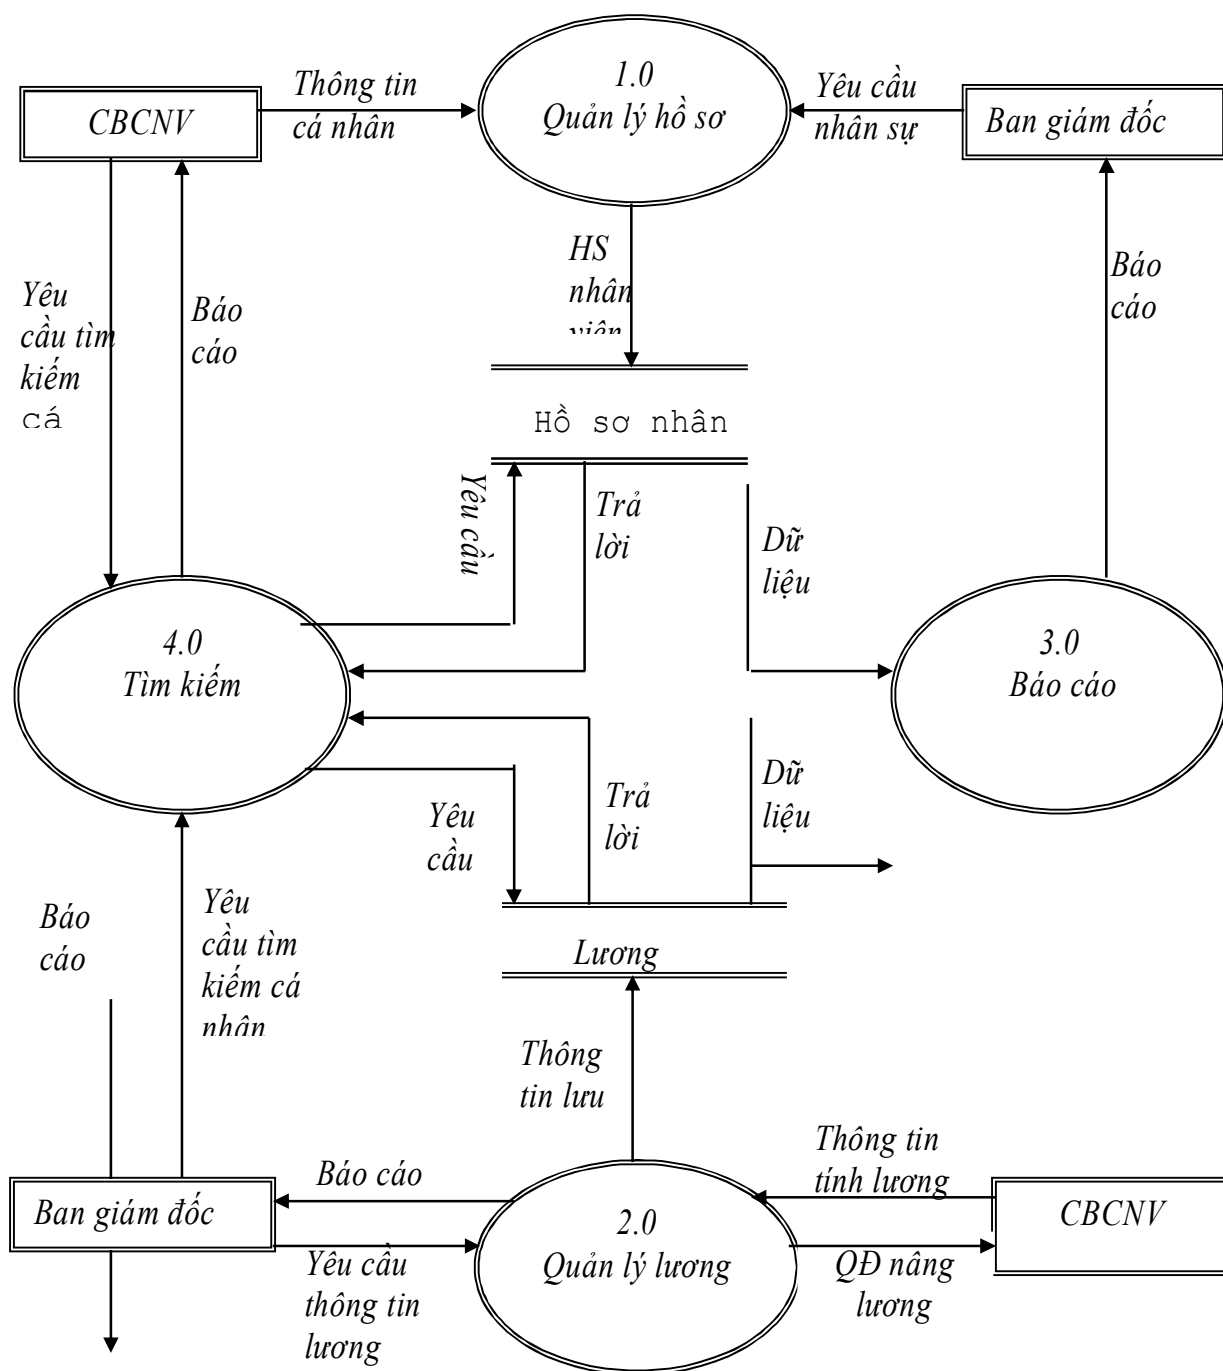 1.0
Quản lý hồ sơ
CBCNV
Thông tin
cá nhân
Yêu cầu
nhân sự
Ban giám đốc
HS
nhân
viên
Yêu
cầu tìm
kiếm
cá
Báo
cáo
Báo
cáo
Hồ sơ nhân
Yêu cầu
Trả
lời
Dữ
liệu
4.0
Tìm kiếm
3.0
Báo cáo
Yêu
cầu
Trả
lời
Dữ
liệu
Báo
cáo
Yêu
cầu tìm
kiếm cá
nhân
Lương
Thông
tin lưu
Báo cáo
Thông tin
tính lương
Ban giám đốc
2.0
Quản lý lương
CBCNV
Yêu cầu
thông tin
lương
QĐ nâng
lương